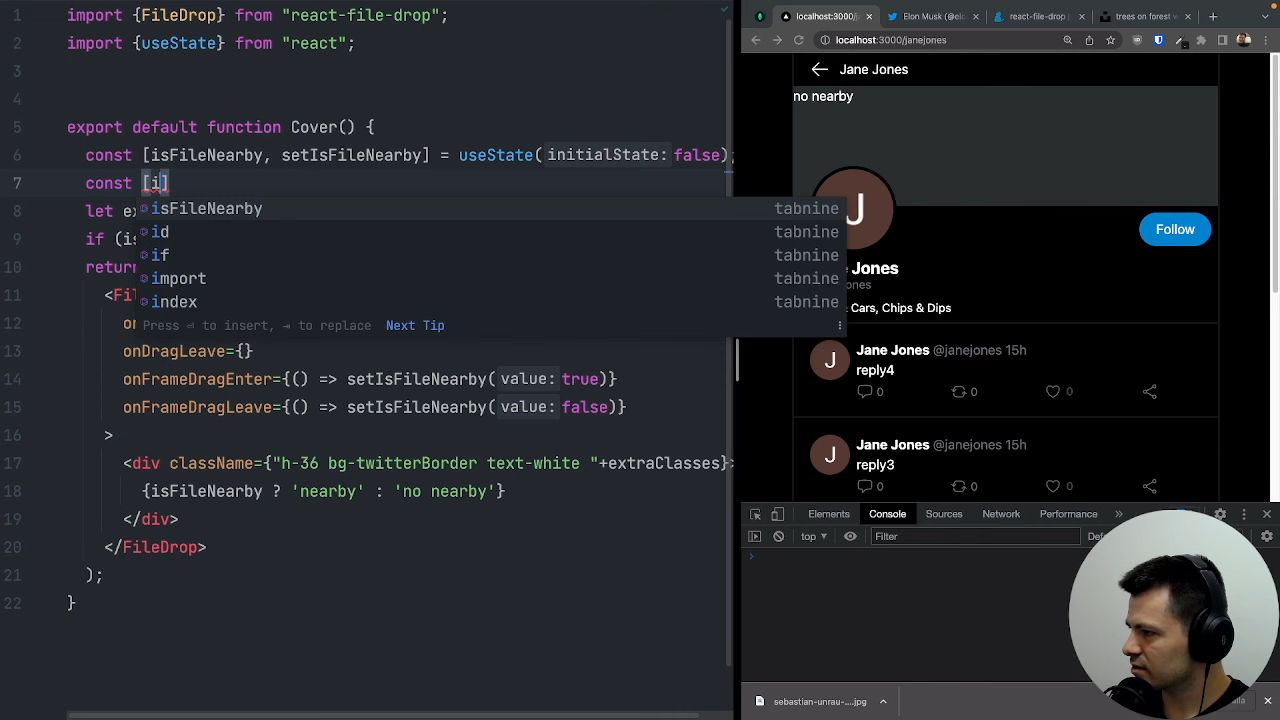 import {FileDrop} from "react-file-drop";
import {useState} from "react";
export default function Cover() {
const [isFileNearby, setIsFileNearby] = useState( initialState: false);
const [i]
let ex
if (is
return
<Fil
on
onDragLeave={}
onFrameDragEnter={() => setIsFileNearby( value: true)}
onFrameDragLeave={() => setIsFileNearby( value: false)}
>
<div className={"h-36 bg-twitterBorder text-white "+extraClasses}>
{isFileNearby ? 'nearby' : 'no nearby'}
</div>
</FileDrop>
);
}
1
2
3
4
5
6
7
8
9
10
11
12
13
14
15
16
17
18
19
20
21
22
isFileNearby tabnine
id tabnine
if tabnine
import tabnine
index tabnine
Press ⏎ to insert, ⇥ to replace Next Tip
localhost:3000/ja
Elon Musk (@elo
react-file-drop
trees on forest w
localhost:3000/janejones
Jane Jones
no nearby
J
Follow
Jones
ones
Cars, Chips & Dips
J
Jane Jones @janejones 15h
reply4
0 0 0
J
Jane Jones @janejones 15h
reply3
0 0 0
Elements Console Sources Network Performance »
top Filter
sebastian-unrau-....jpg